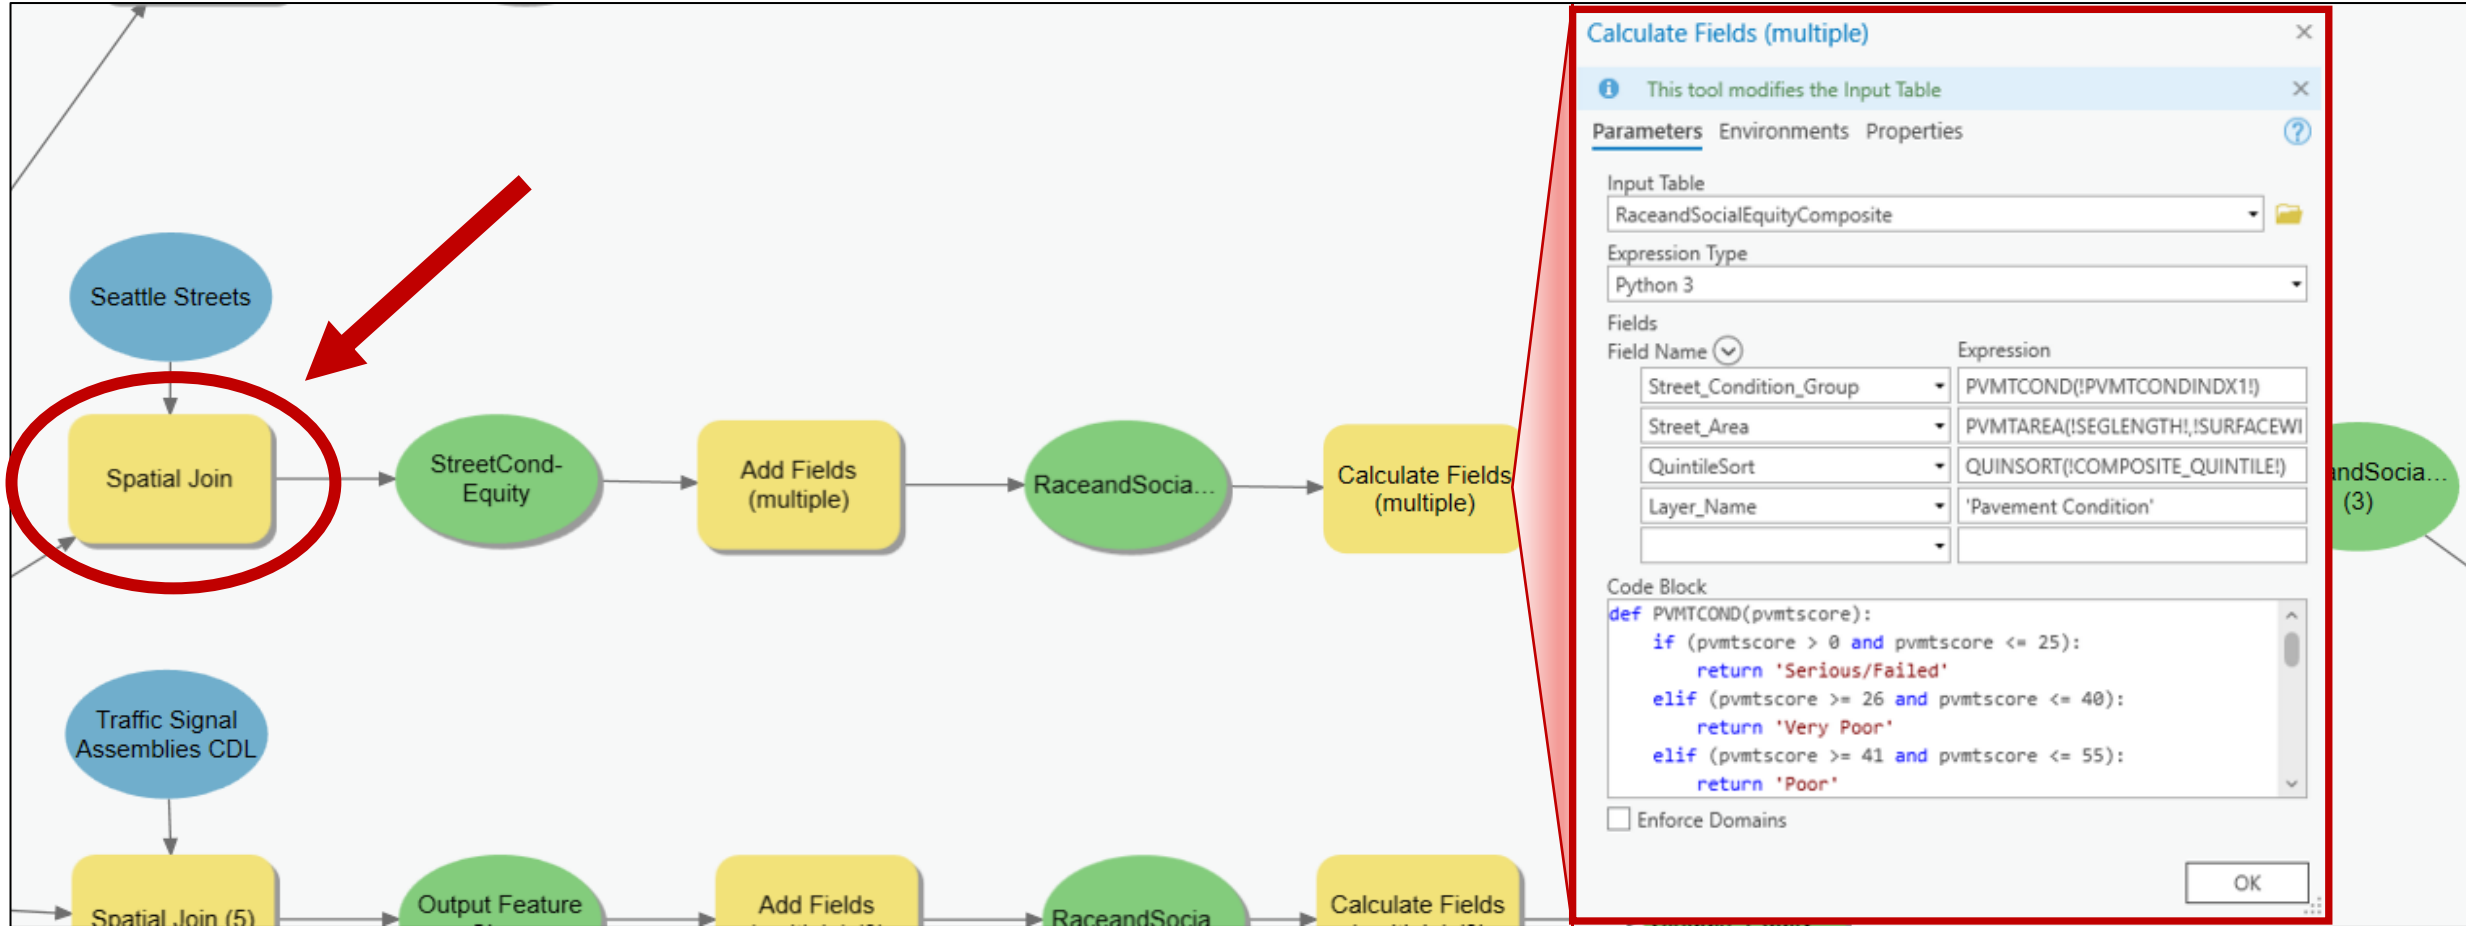 Seattle Streets
Spatial Join
StreetCond-
Equity
Add Fields
(multiple)
RaceandSocia...
Calculate Fields
(multiple)
Traffic Signal
Assemblies CDL
Spatial Join (5)
Output Feature
Add Fields
RaceandSocia
Calculate Fields
Calculate Fields (multiple)
This tool modifies the Input Table
Parameters Environments Properties
Input Table
RaceandSocialEquityComposite
Expression Type
Python 3
Fields
Field Name Expression
Street_Condition_Group PVMTCOND(!PVMTCONDINDX1!)
Street_Area PVMTAREA(!SEGLENGTH!,!SURFACEWI
QuintileSort QUINSORT(!COMPOSITE_QUINTILE!)
Layer_Name 'Pavement Condition'
Code Block
def PVMTCOND(pvmtscore):
if (pvmtscore > 0 and pvmtscore <= 25):
return 'Serious/Failed'
elif (pvmtscore >= 26 and pvmtscore <= 40):
return 'Very Poor'
elif (pvmtscore >= 41 and pvmtscore <= 55):
return 'Poor'
Enforce Domains
OK
andSocia...
(3)